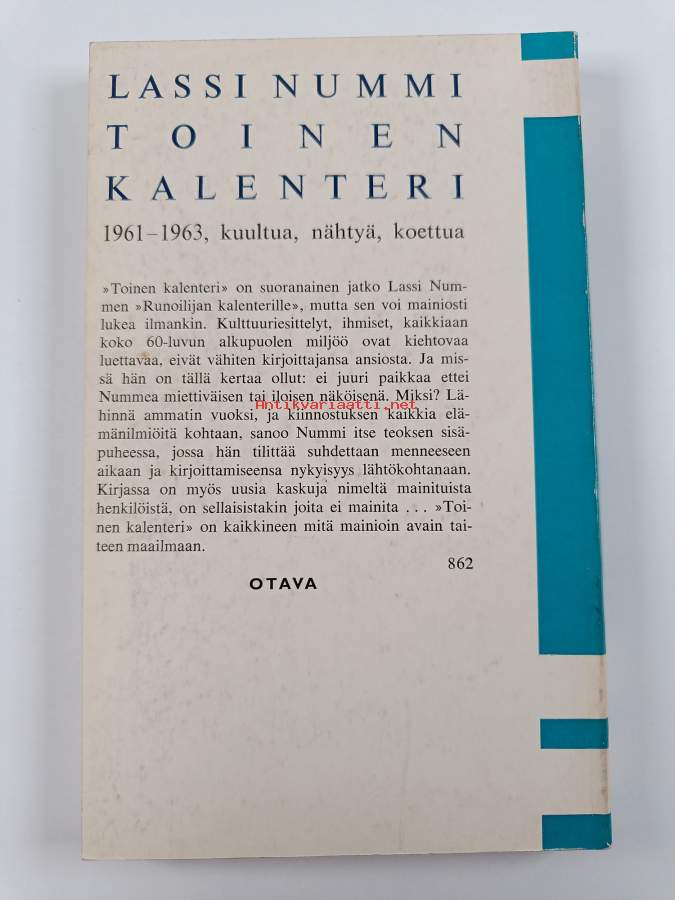 LASSI NUMMI
TOINEN
KALENTERI
1961–1963, kuultua, nähtyä, koettua
»Toinen kalenteri» on suoranainen jatko Lassi Num-
men »Runoilijan kalenterille», mutta sen voi mainiosti
lukea ilmankin. Kulttuuriesittelyt, ihmiset, kaikkiaan
koko 60-luvun alkupuolen miljöö ovat kiehtovaa
luettavaa, eivät vähiten kirjoittajansa ansiosta. Ja mis-
sä hän on tällä kertaa ollut: ei juuri paikkaa ettei
Nummea miettiväisen tai iloisen näköisenä. Miksi? Lä-
Antikvariaatti.net
hinnä ammatin vuoksi, ja kiinnostuksen kaikkia elä-
mänilmiöitä kohtaan, sanoo Nummi itse teoksen sisä-
puheessa, jossa hän tilittää suhdettaan menneeseen
aikaan ja kirjoittamiseensa nykyisyys lähtökohtanaan.
Kirjassa on myös uusia kaskuja nimeltä mainituista
henkilöistä, on sellaisistakin joita ei mainita . . . »Toi-
nen kalenteri» on kaikkineen mitä mainioin avain tai-
teen maailmaan.
862
OTAVA